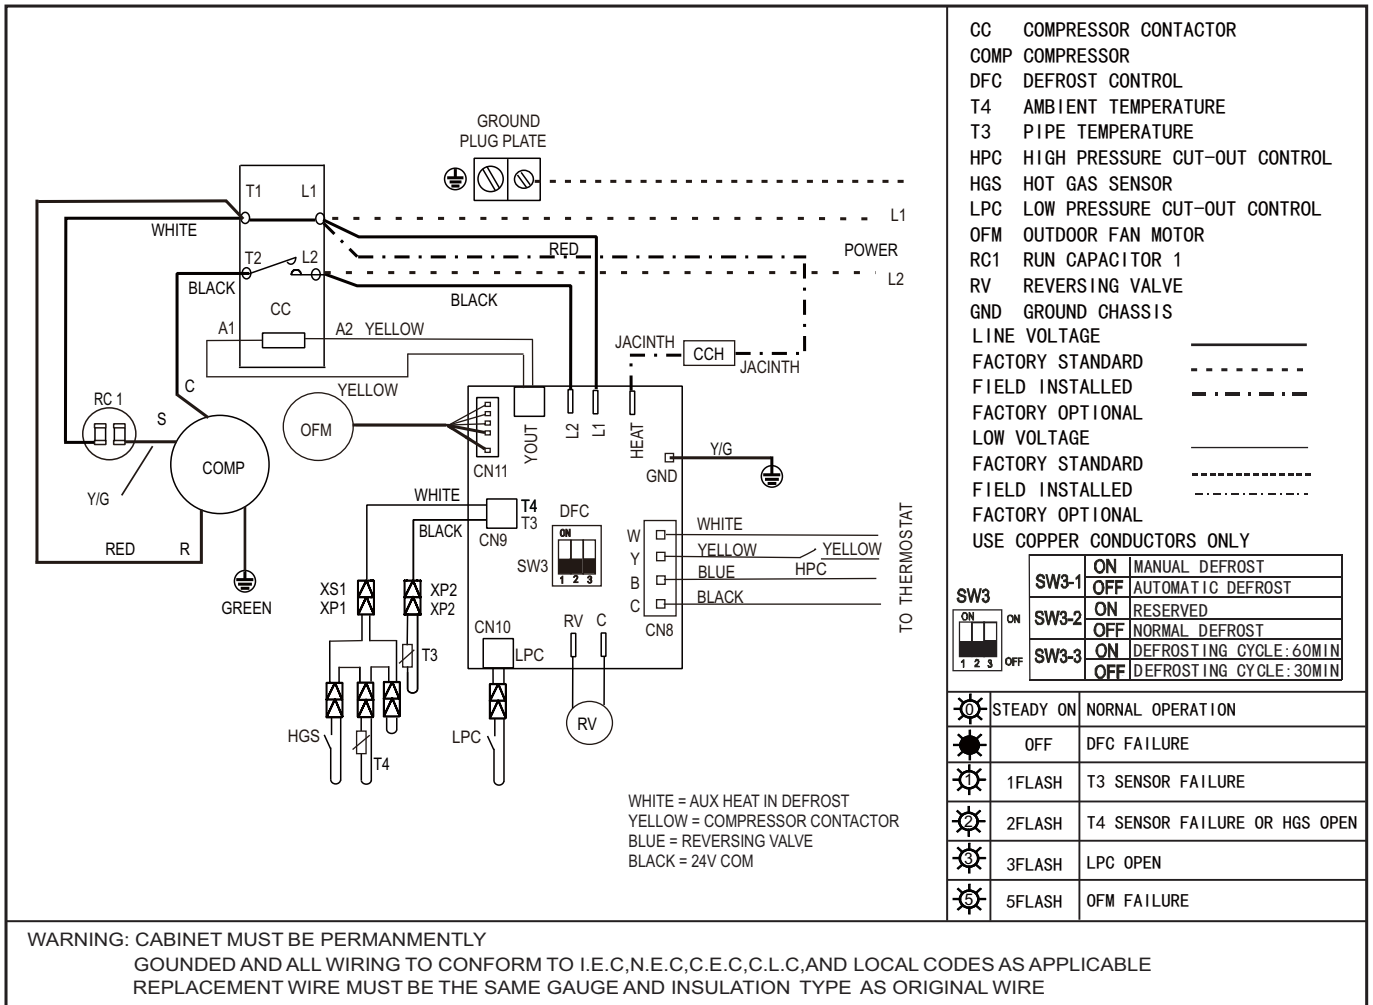 GROUND
PLUG PLATE
T1 L1
WHITE
L1
RED
POWER
T2 L2
L2
BLACK
BLACK
CC
A1
A2 YELLOW
JACINTH
CCH
JACINTH
YELLOW
C
RC 1
S
OFM
YOUT
L2
L1
HEAT
COMP
CN11
GND
Y/G
Y/G
WHITE
T4
T3
DFC
BLACK
CN9
ON
SW3
1 2 3
W
WHITE
Y
YELLOW
YELLOW
HPC
B
BLUE
C
BLACK
CN8
TO THERMOSTAT
RED
R
GREEN
XS1
XP1
XP2
XP2
CN10
RV C
LPC
T3
HGS
T4
LPC
RV
WHITE = AUX HEAT IN DEFROST
YELLOW = COMPRESSOR CONTACTOR
BLUE = REVERSING VALVE
BLACK = 24V COM
CC COMPRESSOR CONTACTOR
COMP COMPRESSOR
DFC DEFROST CONTROL
T4 AMBIENT TEMPERATURE
T3 PIPE TEMPERATURE
HPC HIGH PRESSURE CUT-OUT CONTROL
HGS HOT GAS SENSOR
LPC LOW PRESSURE CUT-OUT CONTROL
OFM OUTDOOR FAN MOTOR
RC1 RUN CAPACITOR 1
RV REVERSING VALVE
GND GROUND CHASSIS
LINE VOLTAGE
FACTORY STANDARD
FIELD INSTALLED
FACTORY OPTIONAL
LOW VOLTAGE
FACTORY STANDARD
FIELD INSTALLED
FACTORY OPTIONAL
USE COPPER CONDUCTORS ONLY
SW3
ON
ON
1 2 3
OFF
SW3-1 ON MANUAL DEFROST
OFF AUTOMATIC DEFROST
SW3-2 ON RESERVED
OFF NORMAL DEFROST
SW3-3 ON DEFROSTING CYCLE:60MIN
OFF DEFROSTING CYCLE:30MIN
0 STEADY ON NORNAL OPERATION
OFF DFC FAILURE
1 1FLASH T3 SENSOR FAILURE
2 2FLASH T4 SENSOR FAILURE OR HGS OPEN
3 3FLASH LPC OPEN
5 5FLASH OFM FAILURE
WARNING: CABINET MUST BE PERMANMENTLY
GOUNDED AND ALL WIRING TO CONFORM TO I.E.C,N.E.C,C.E.C,C.L.C,AND LOCAL CODES AS APPLICABLE
REPLACEMENT WIRE MUST BE THE SAME GAUGE AND INSULATION TYPE AS ORIGINAL WIRE